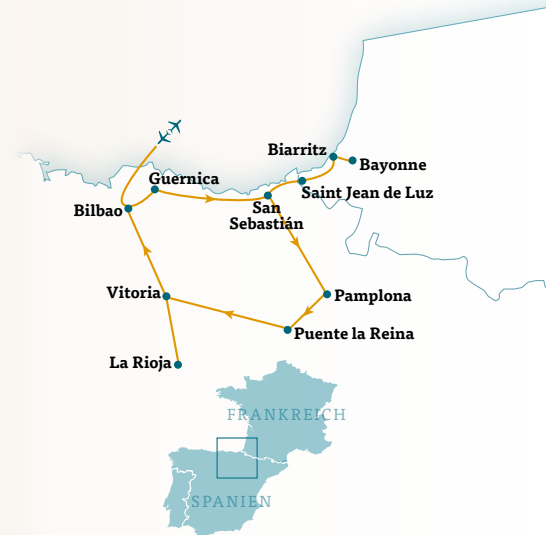 Biarritz
Bayonne
Guernica
Saint Jean de Luz
Bilbao
San
Sebastián
Vitoria
Pamplona
Puente la Reina
La Rioja
FRANKREICH
SPANIEN